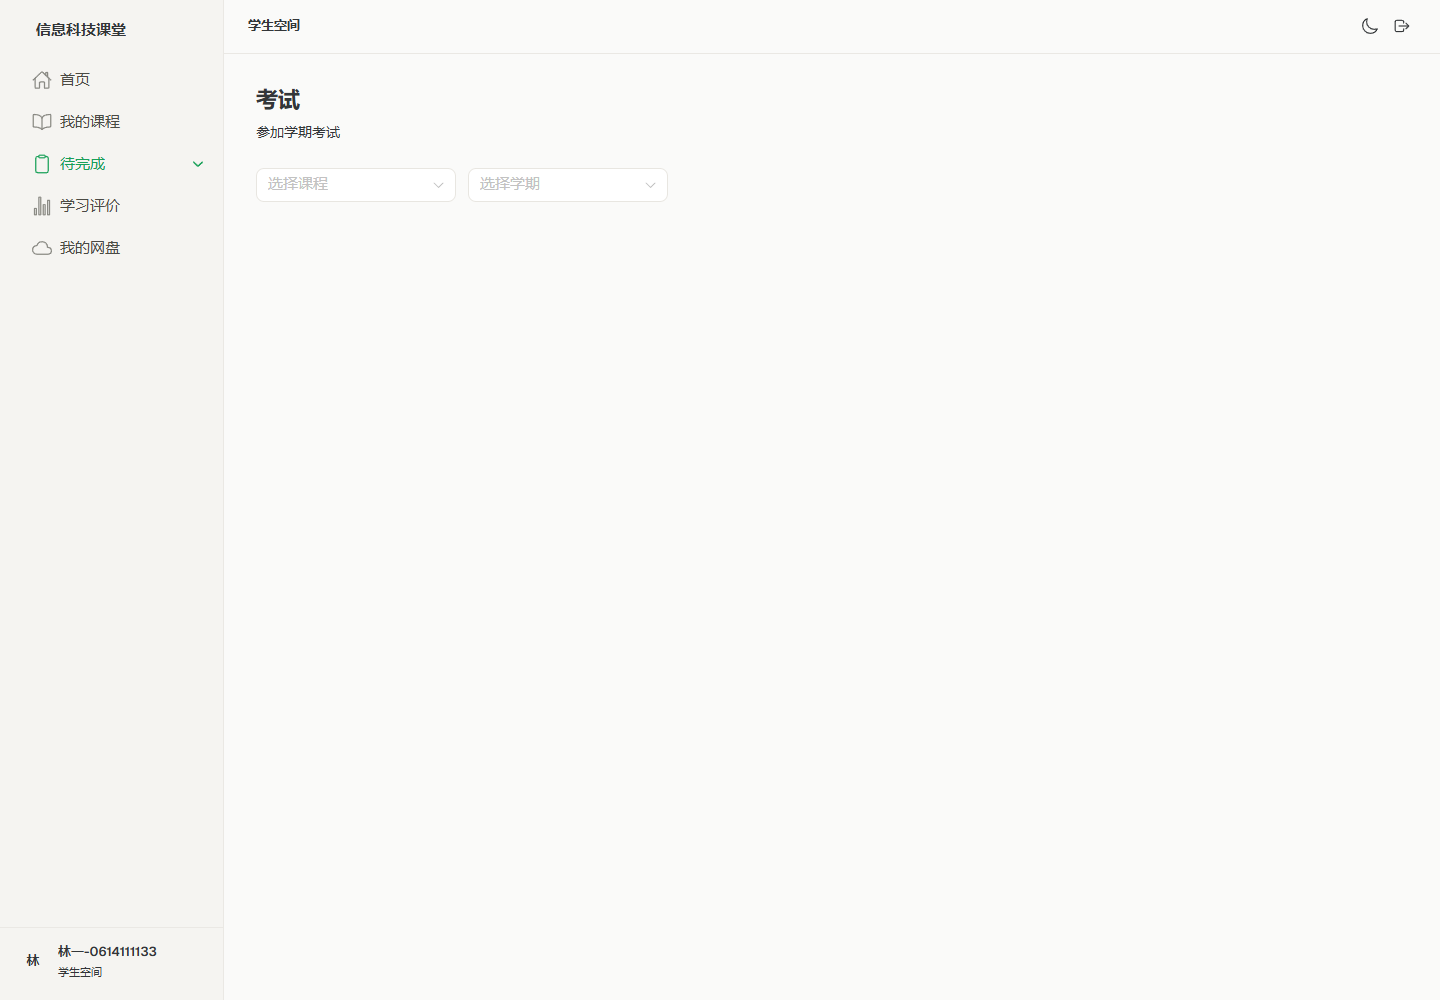 信息科技课堂
首页
我的课程
待完成
学习评价
我的网盘
林
林一-0614111133
学生空间
学生空间
考试
参加学期考试
选择课程
选择学期